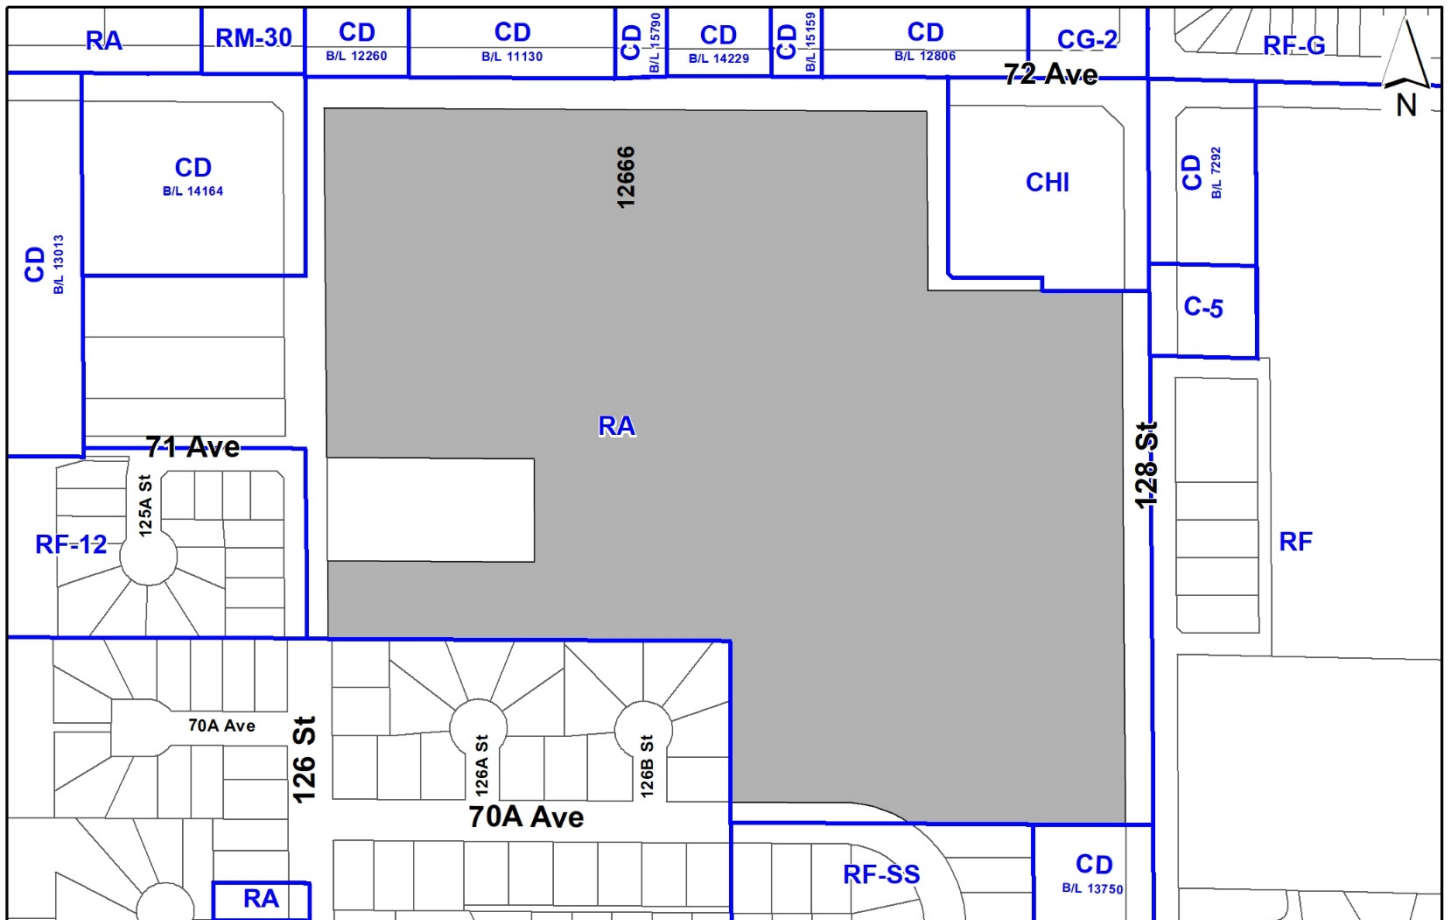 RA
RM-30
CD
B/L 12260
CD
B/L 11130
CD
B/L 15790
CD
B/L 14229
CD
B/L 15159
CD
B/L 12806
CG-2
RF-G
72 Ave
N
CD
B/L 14164
12666
CHI
CD
B/L 7292
CD
B/L 13013
C-5
RA
71 Ave
128 St
125A St
RF-12
RF
70A Ave
126 St
126A St
126B St
70A Ave
RF-SS
CD
B/L 13750
RA